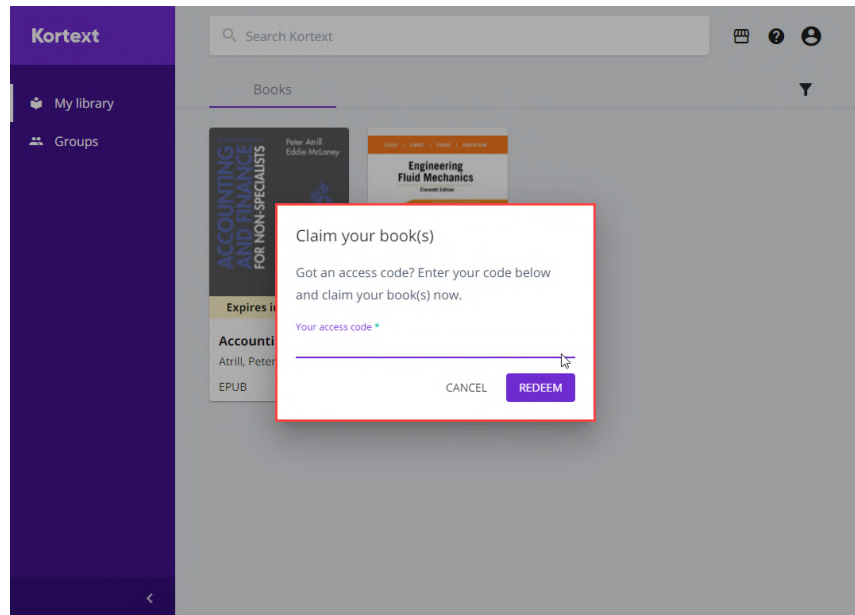 Kortext
Search Kortext
My library
Groups
Books
Peter Atrill
Eddie McLaney
ACCOUNTING
AND FINANCE
FOR NON-SPECIALISTS
Engineering
Fluid Mechanics
Eleventh Edition
Expires i
Accounti
Atrill, Peter
EPUB
Claim your book(s)
Got an access code? Enter your code below
and claim your book(s) now.
Your access code *
CANCEL
REDEEM